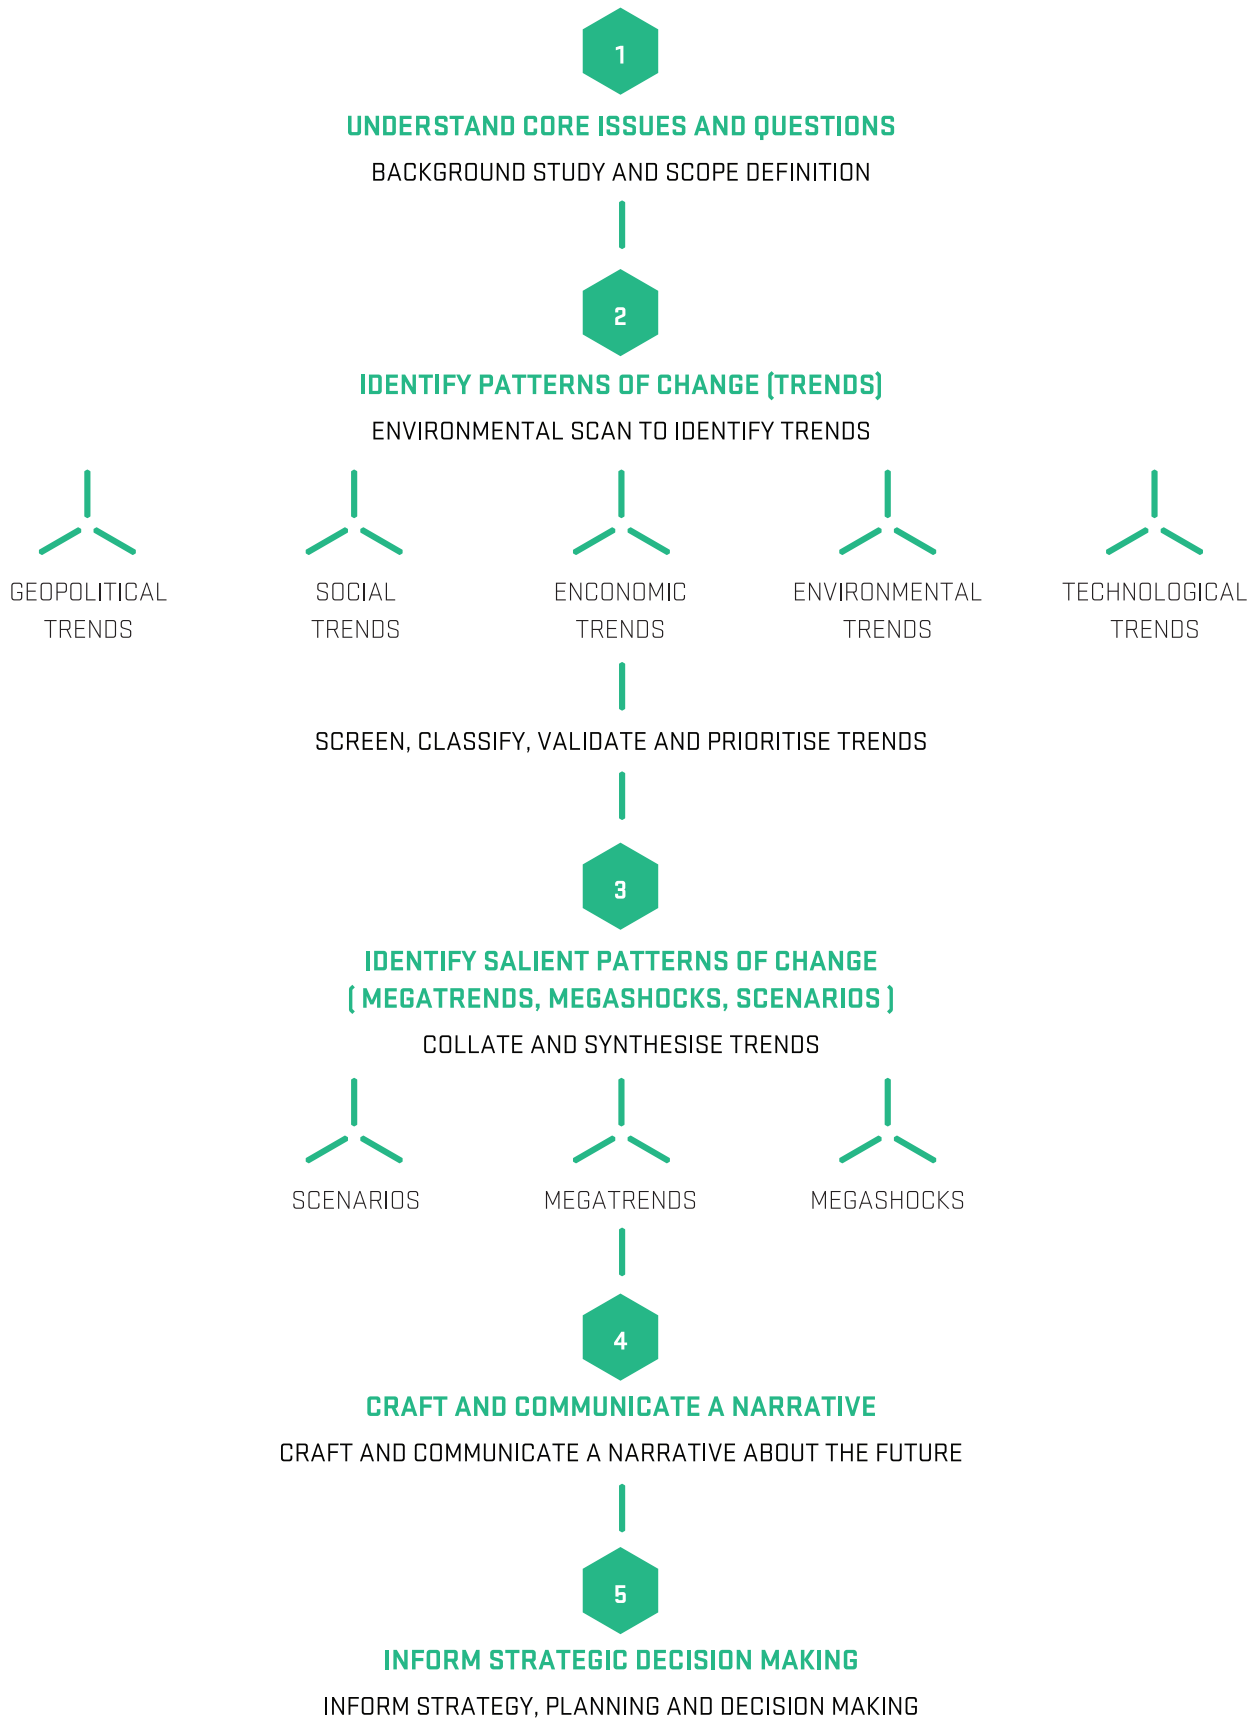 1
UNDERSTAND CORE ISSUES AND QUESTIONS
BACKGROUND STUDY AND SCOPE DEFINITION
2
IDENTIFY PATTERNS OF CHANGE (TRENDS)
ENVIRONMENTAL SCAN TO IDENTIFY TRENDS
GEOPOLITICAL
TRENDS
SOCIAL
TRENDS
ENCONOMIC
TRENDS
ENVIRONMENTAL
TRENDS
TECHNOLOGICAL
TRENDS
SCREEN, CLASSIFY, VALIDATE AND PRIORITISE TRENDS
3
IDENTIFY SALIENT PATTERNS OF CHANGE
( MEGATRENDS, MEGASHOCKS, SCENARIOS )
COLLATE AND SYNTHESISE TRENDS
SCENARIOS
MEGATRENDS
MEGASHOCKS
4
CRAFT AND COMMUNICATE A NARRATIVE
CRAFT AND COMMUNICATE A NARRATIVE ABOUT THE FUTURE
5
INFORM STRATEGIC DECISION MAKING
INFORM STRATEGY, PLANNING AND DECISION MAKING